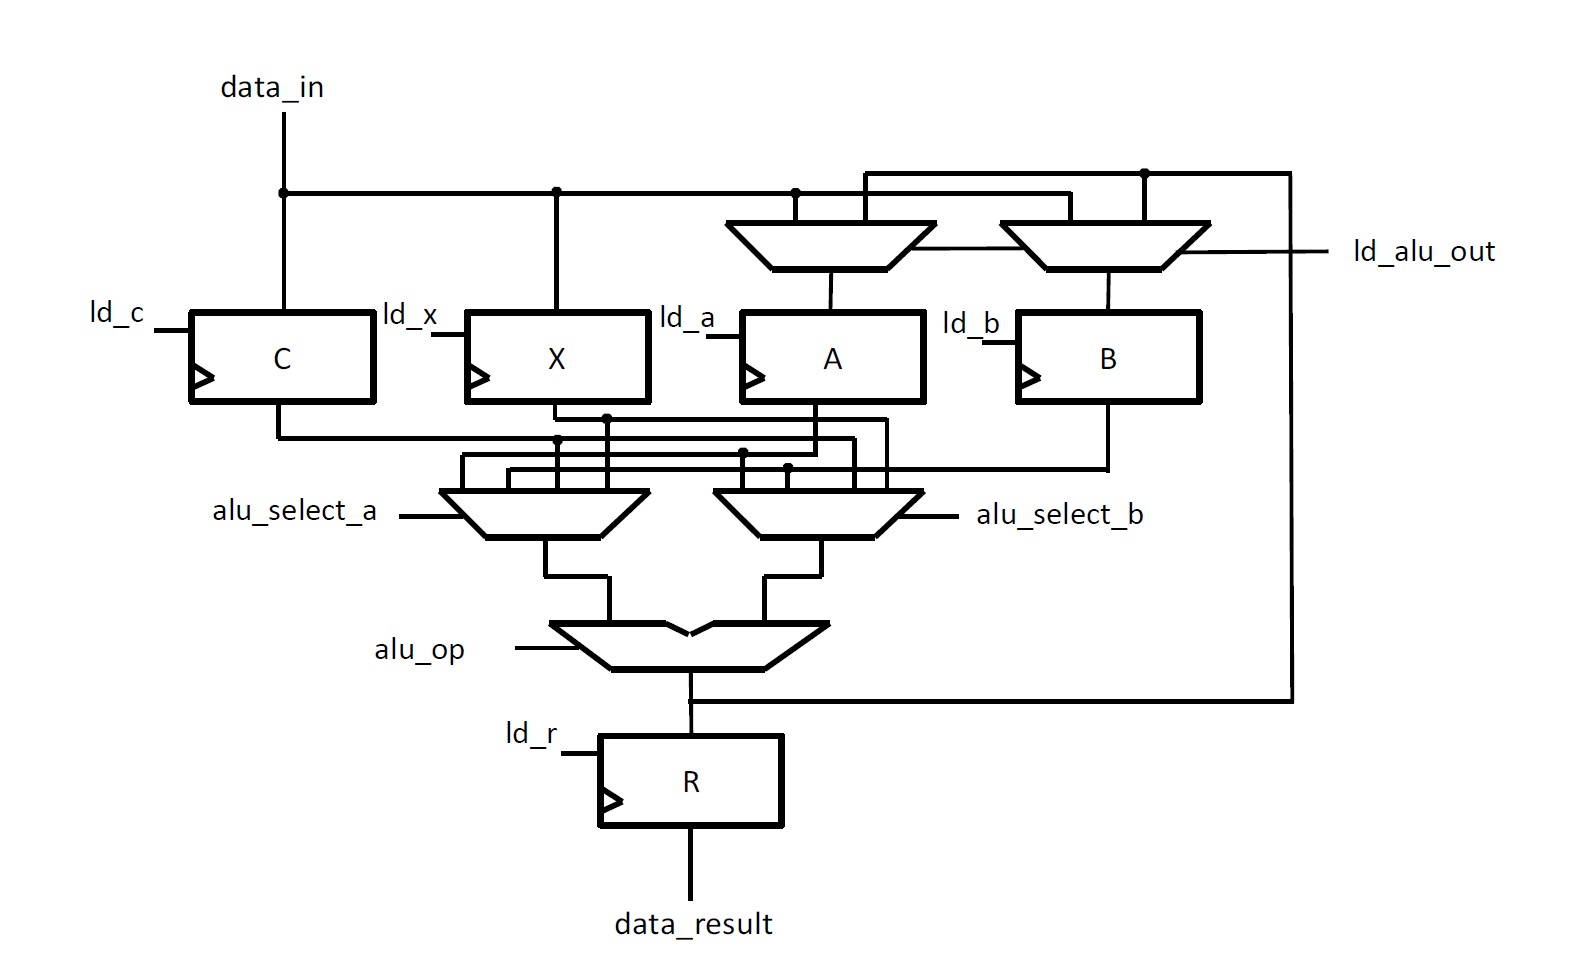 data_in
ld_alu_out
ld_c
ld_x
ld_a
ld_b
C
X
A
B
alu_select_a
alu_select_b
alu_op
ld_r
R
data_result